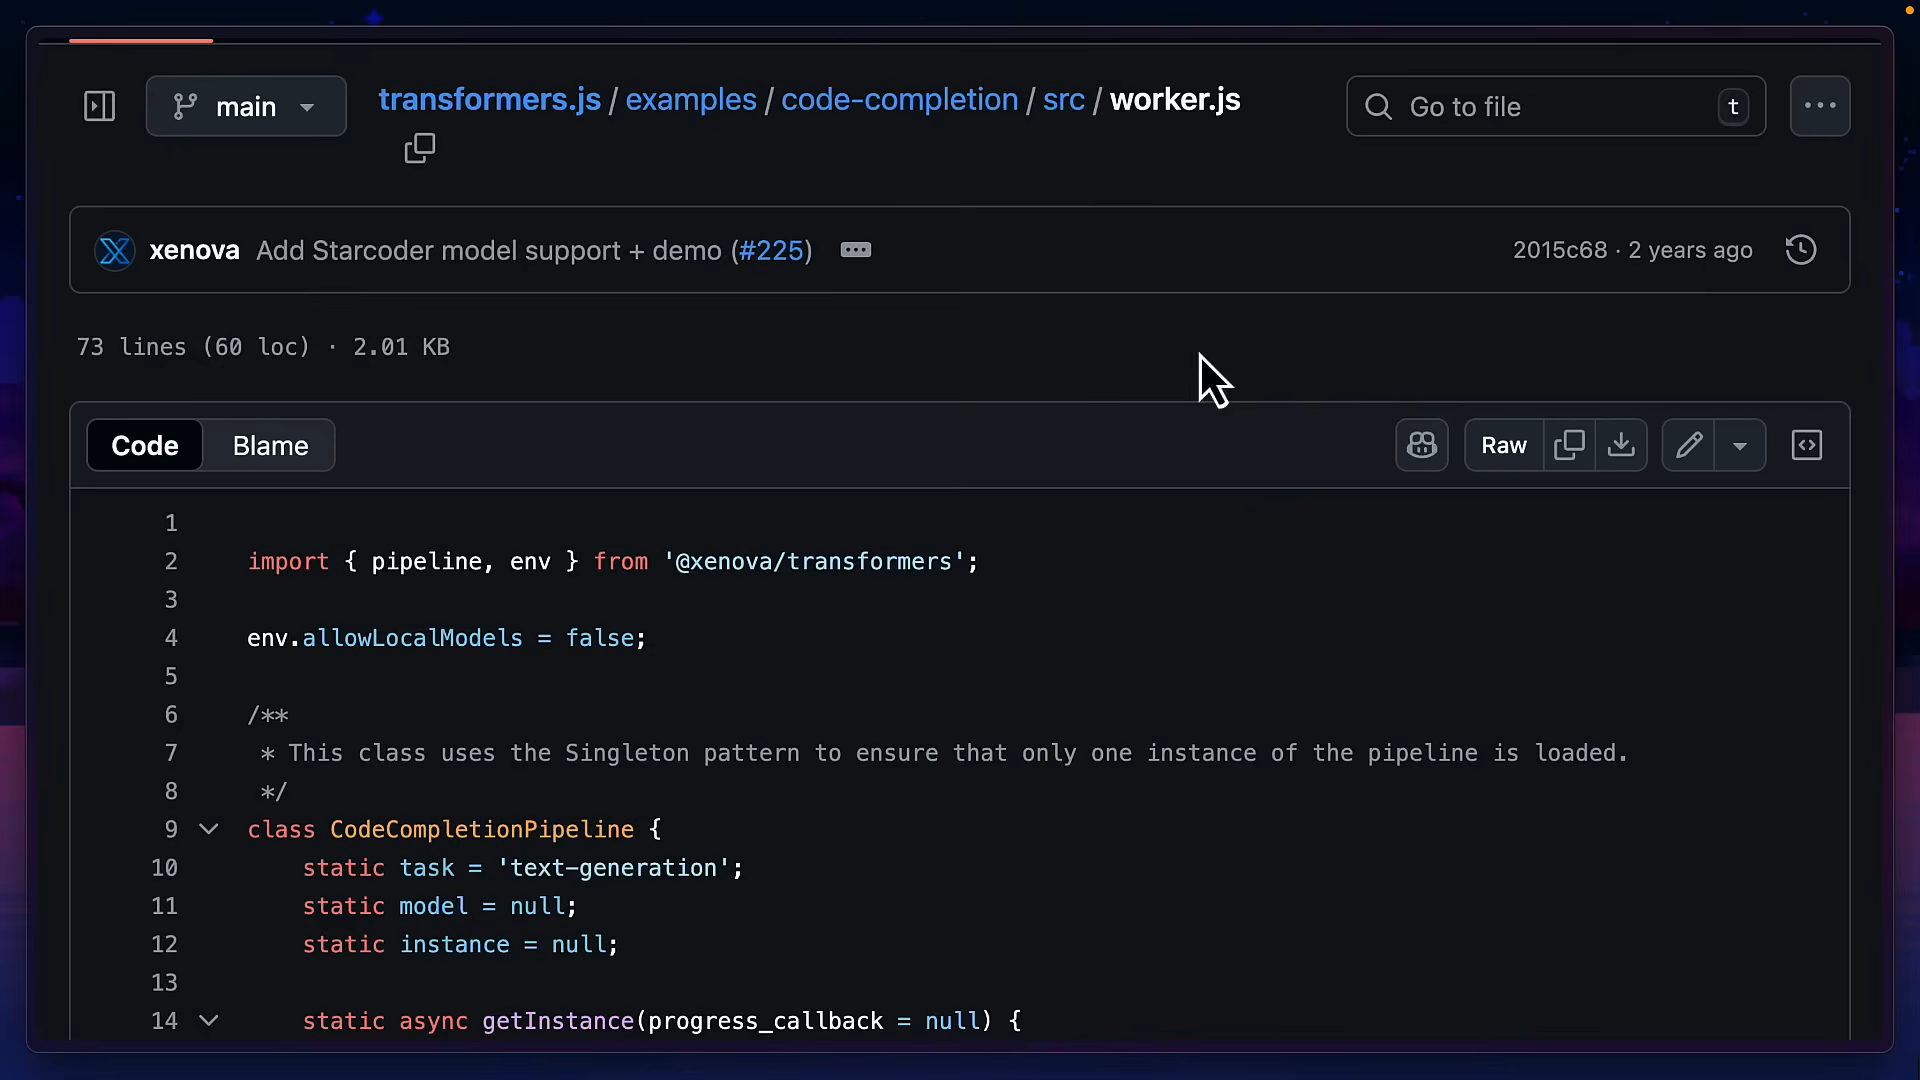 main
transformers.js / examples / code-completion / src / worker.js
Go to file
t
xenova Add Starcoder model support + demo (#225)
2015c68 · 2 years ago
73 lines (60 loc) · 2.01 KB
Code
Blame
Raw
1
2 import { pipeline, env } from '@xenova/transformers';
3
4 env.allowLocalModels = false;
5
6 /**
7  * This class uses the Singleton pattern to ensure that only one instance of the pipeline is loaded.
8  */
9 class CodeCompletionPipeline {
10     static task = 'text-generation';
11     static model = null;
12     static instance = null;
13
14     static async getInstance(progress_callback = null) {